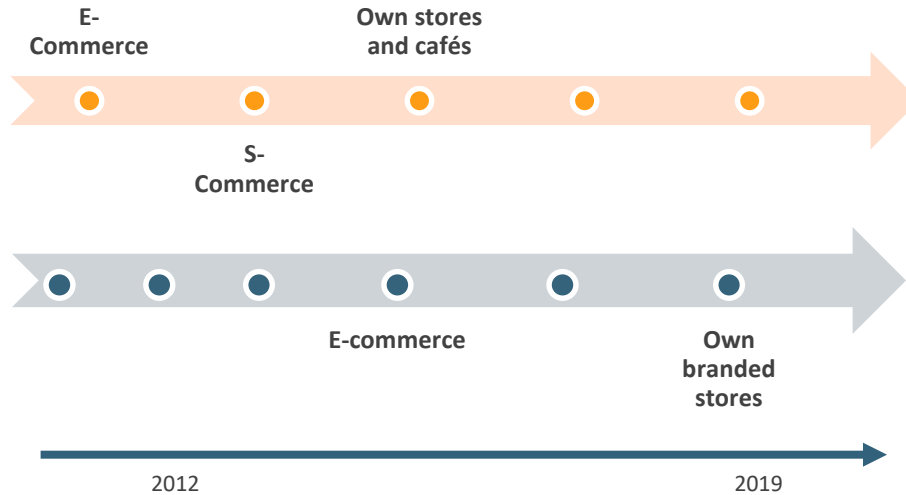 E-
Commerce
Own stores
and cafés
S-
Commerce
E-commerce
Own
branded
stores
2012
2019